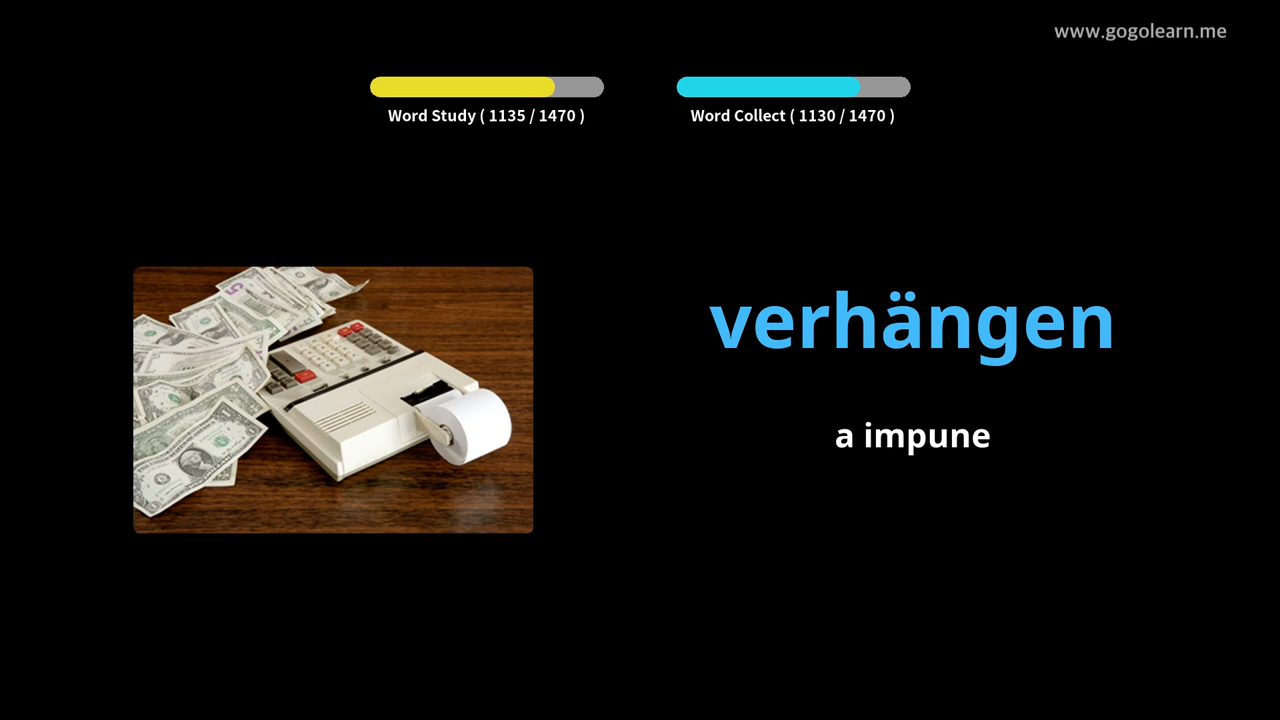 www.gogolearn.me
Word Study ( 1135 / 1470 )
Word Collect ( 1130 / 1470 )
verhängen
a impune